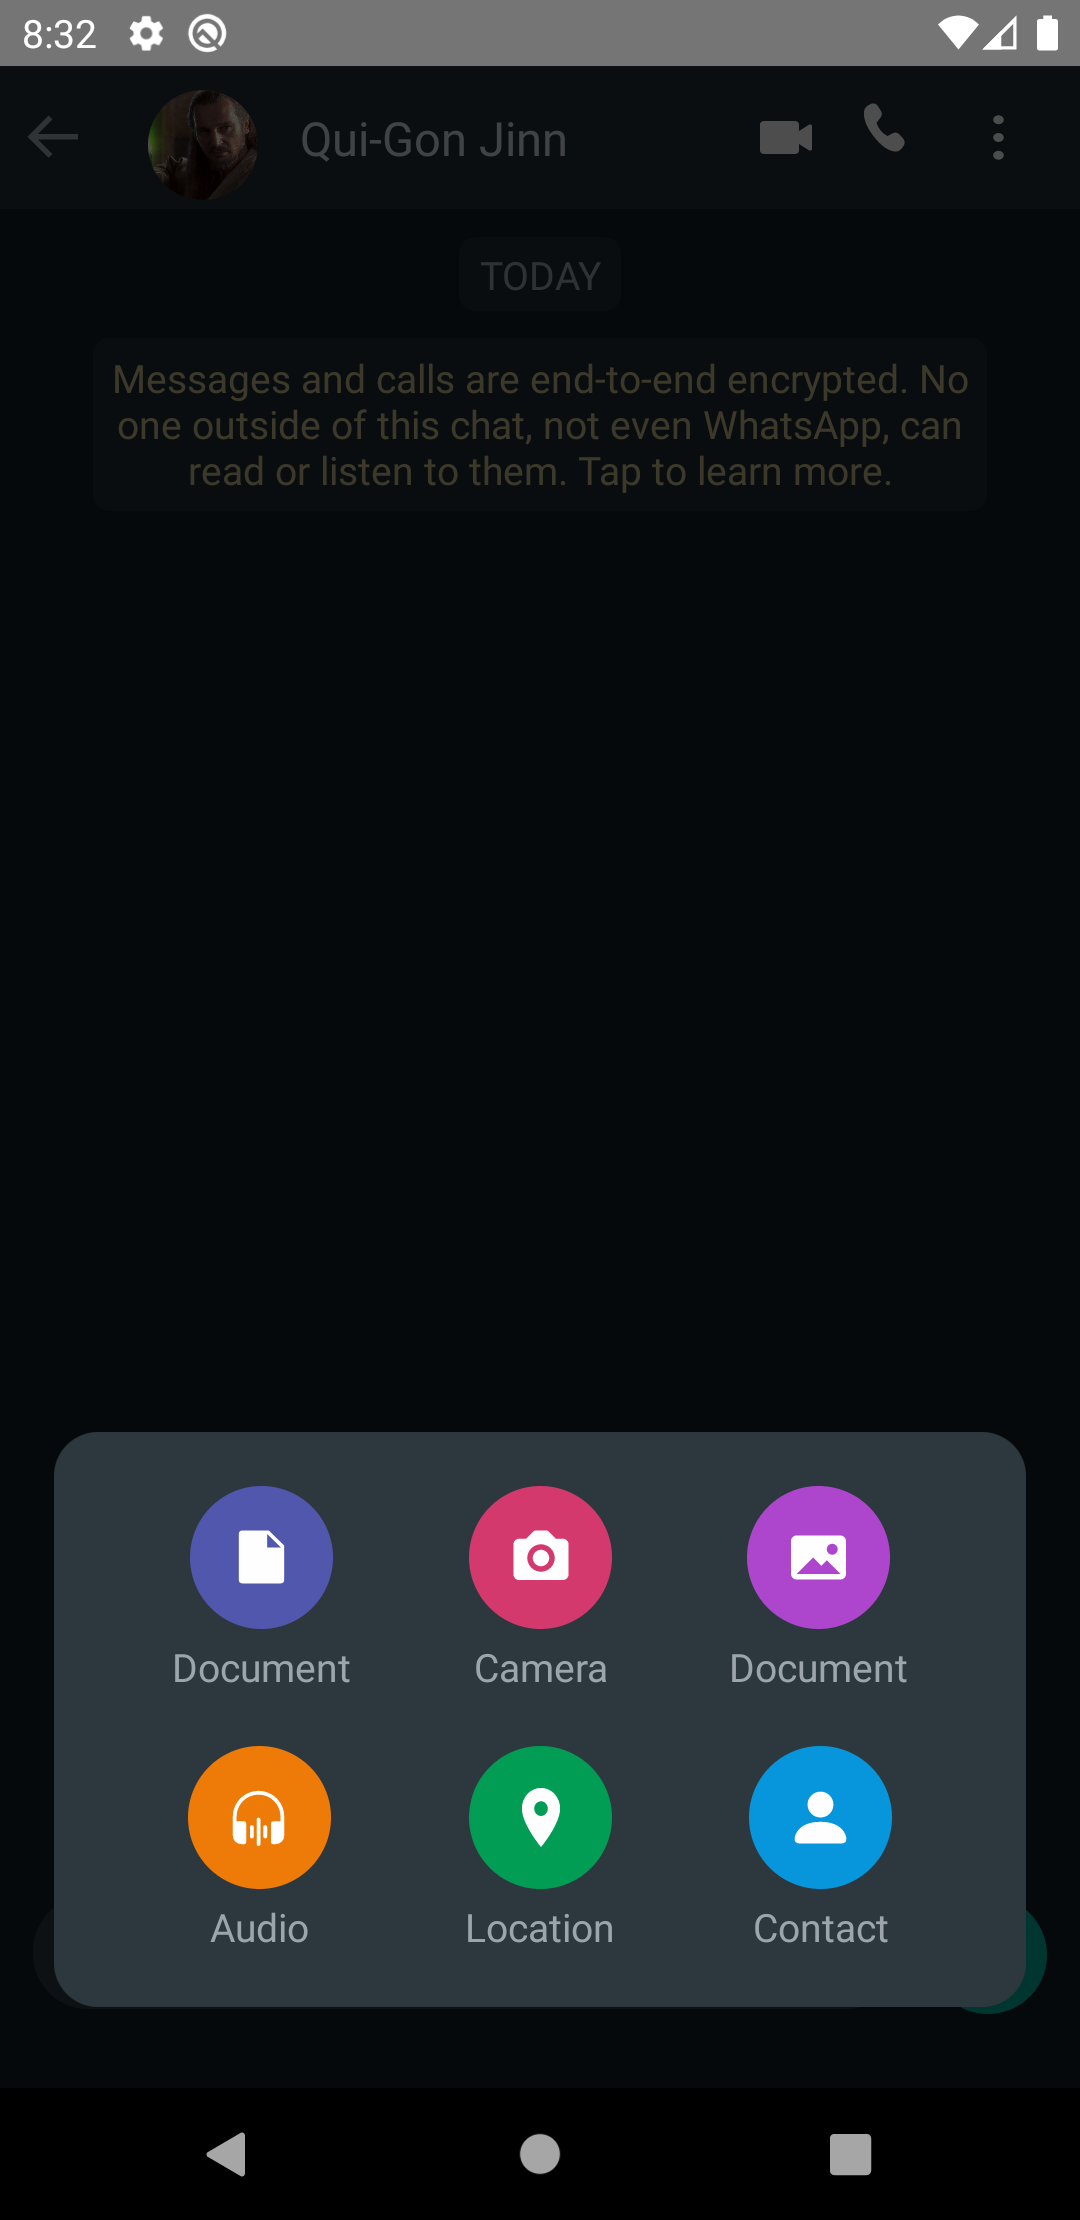 8:32
Qui-Gon Jinn
TODAY
Messages and calls are end-to-end encrypted. No
one outside of this chat, not even WhatsApp, can
read or listen to them. Tap to learn more.
Document Camera Document
Audio Location Contact